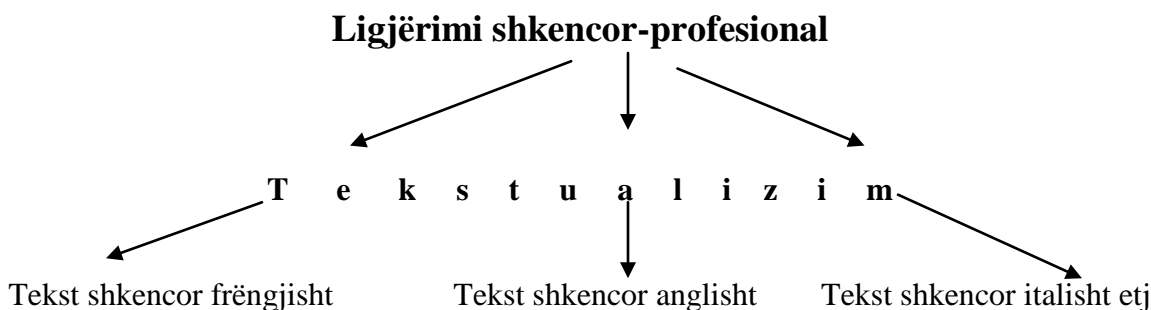 Ligjërimi shkencor-profesional
T e k s t u a l i z i m
Tekst shkencor frëngjisht Tekst shkencor anglisht Tekst shkencor italisht etj